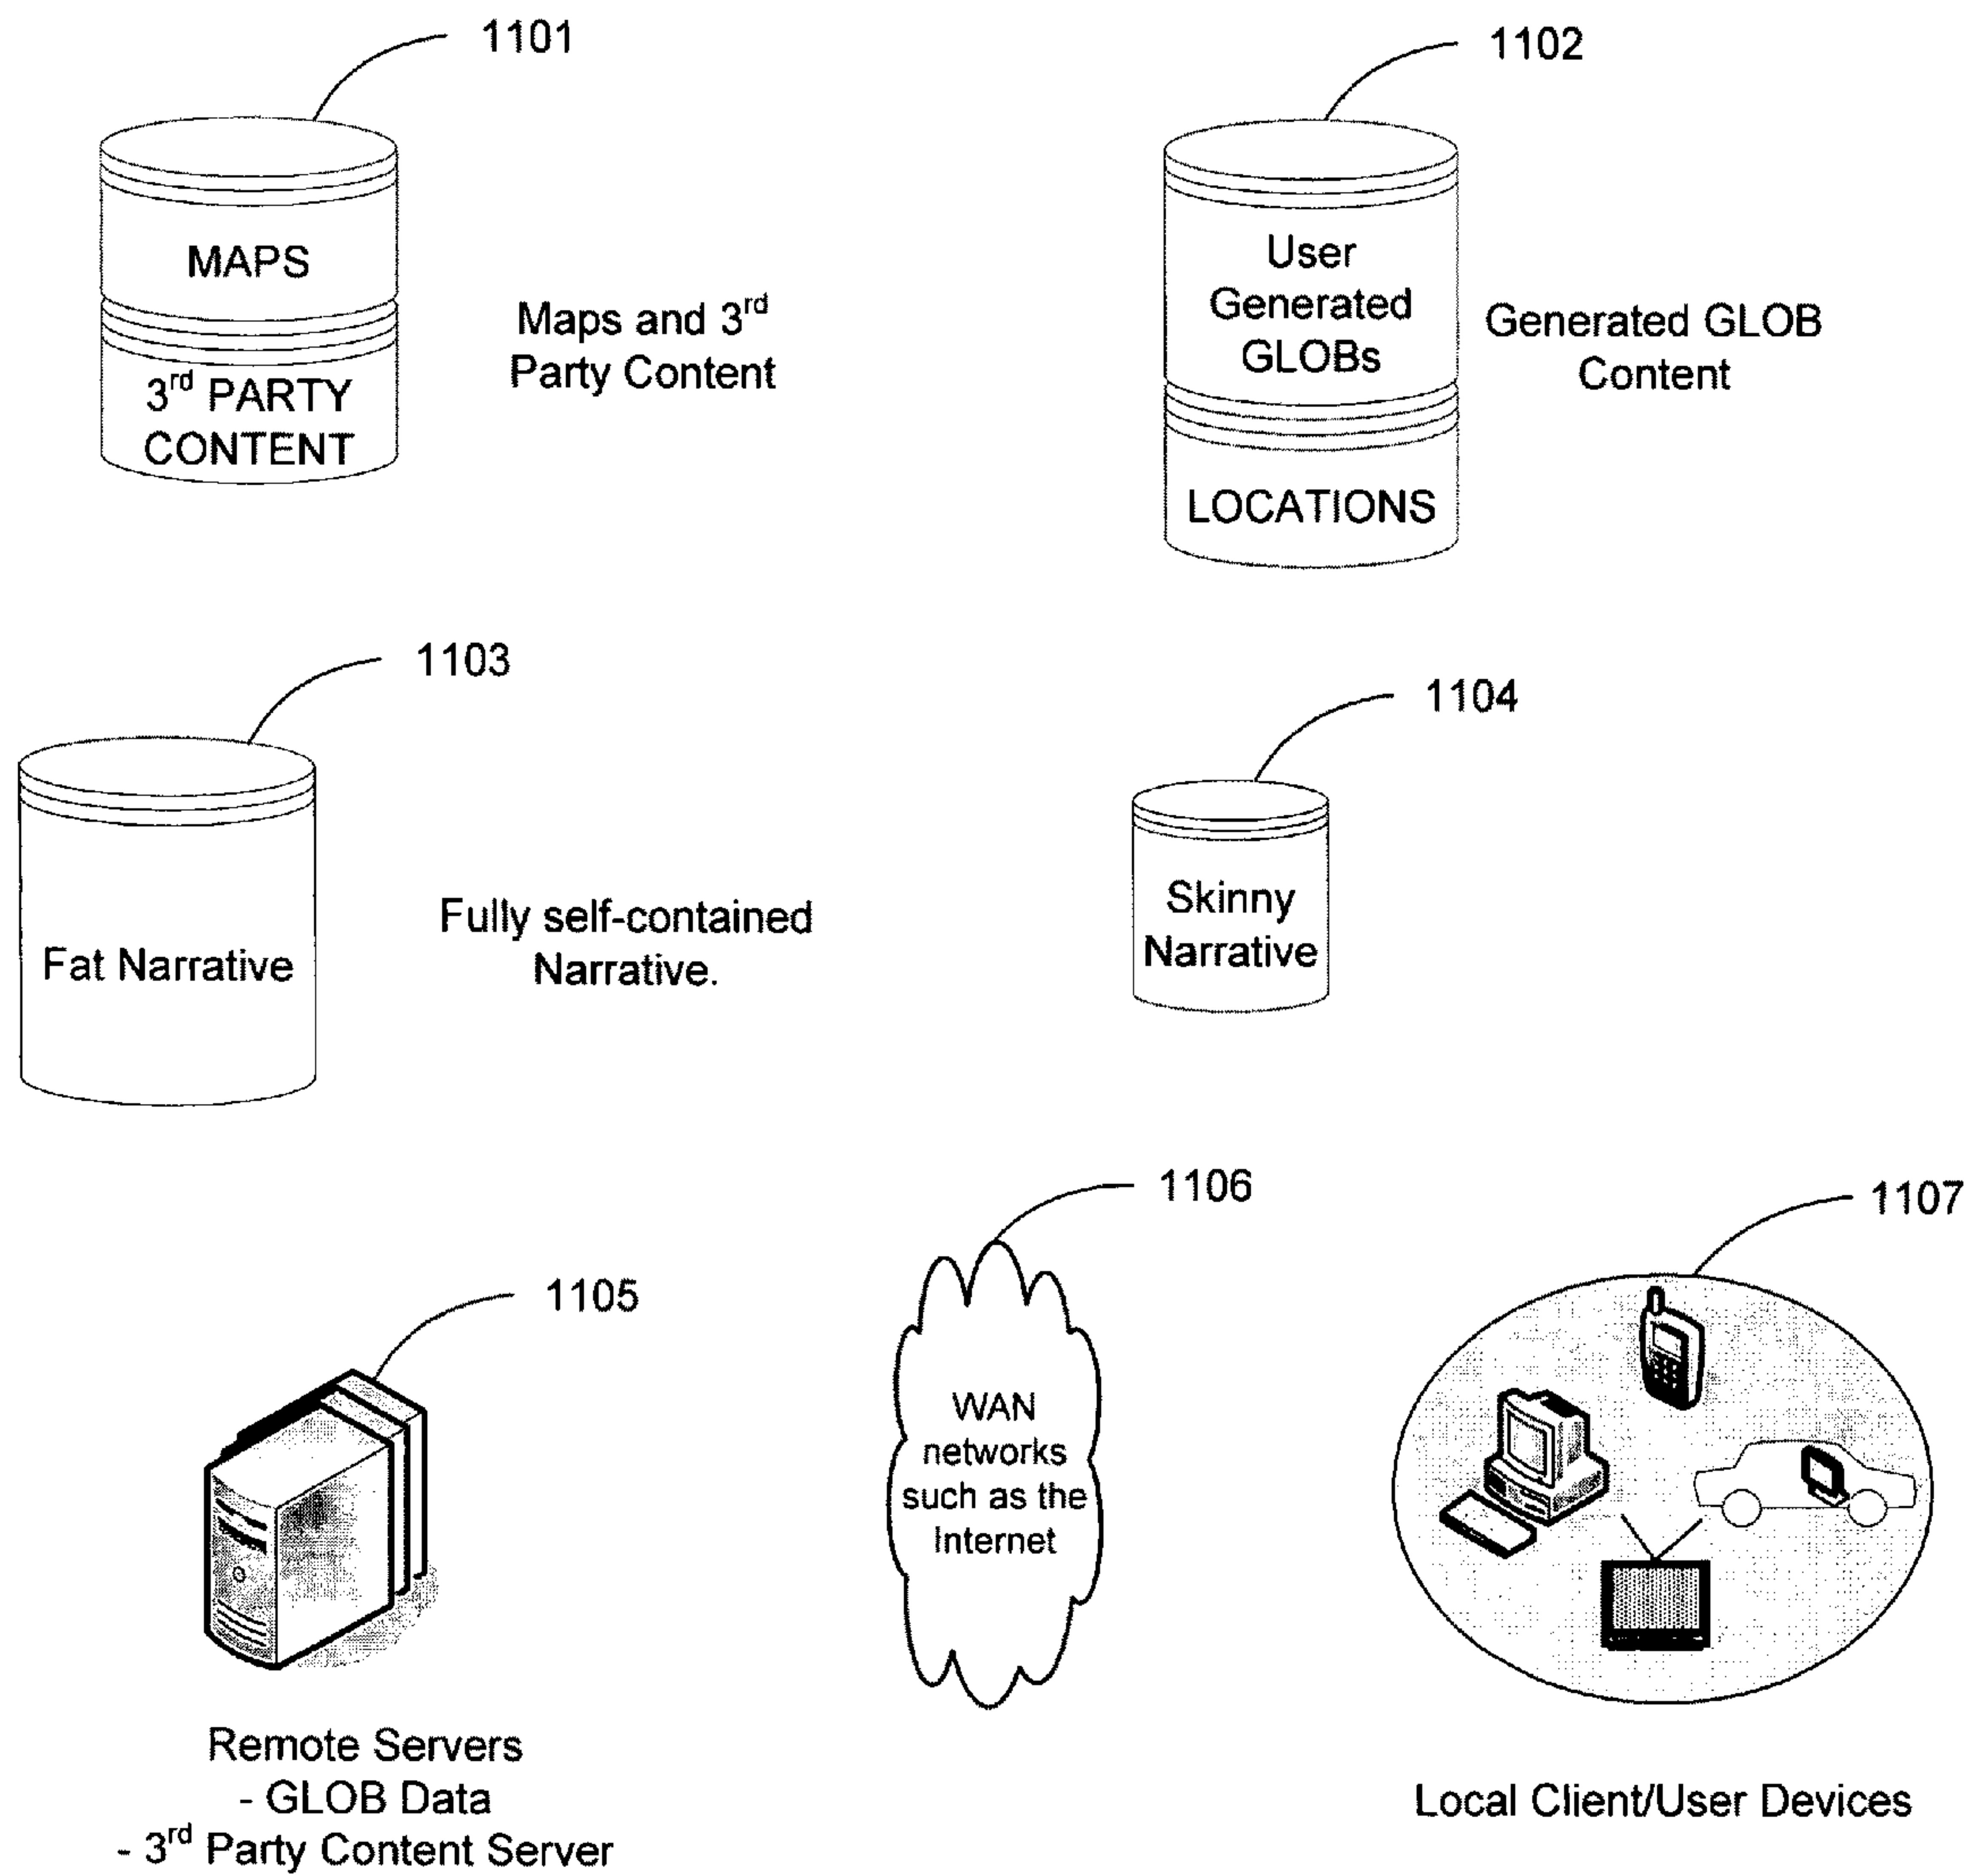 1101
1102
MAPS
3rd PARTY
CONTENT
Maps and 3rd
Party Content
User
Generated
GLOBs
LOCATIONS
Generated GLOB
Content
1103
1104
Fat Narrative
Fully self-contained
Narrative.
Skinny
Narrative
1105
1106
1107
WAN
networks
such as the
Internet
Remote Servers
- GLOB Data
- 3rd Party Content Server
Local Client/User Devices